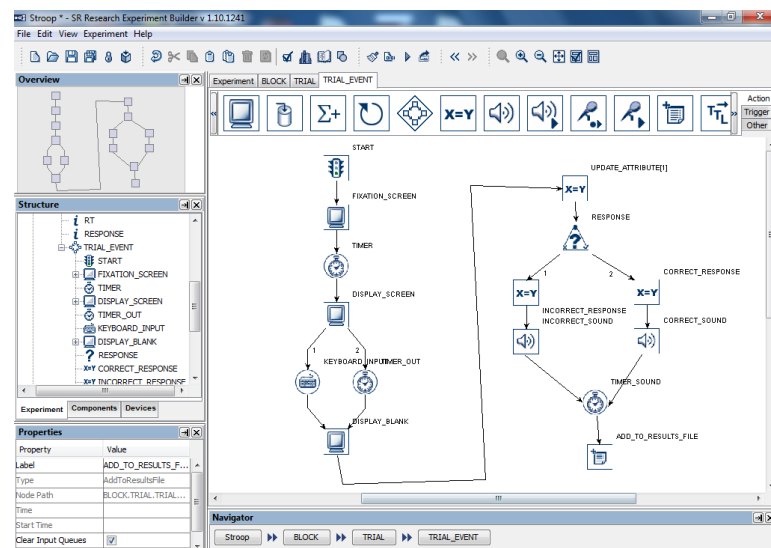 Stroop * - SR Research Experiment Builder v 1.10.1241
File Edit View Experiment Help
Overview
Experiment BLOCK TRIAL TRIAL_EVENT
Σ+
X=Y
TTL
Action
Trigger
Other
START
FIXATION_SCREEN
TIMER
DISPLAY_SCREEN
1
2
KEYBOARD_INPUT
TIMER_OUT
DISPLAY_BLANK
UPDATE_ATTRIBUTE[1]
X=Y
RESPONSE
?
1
2
CORRECT_RESPONSE
X=Y
X=Y
INCORRECT_RESPONSE
INCORRECT_SOUND
CORRECT_SOUND
TIMER_SOUND
ADD_TO_RESULTS_FILE
Structure
i RT
i RESPONSE
TRIAL_EVENT
START
FIXATION_SCREEN
TIMER
DISPLAY_SCREEN
TIMER_OUT
KEYBOARD_INPUT
DISPLAY_BLANK
? RESPONSE
X=Y CORRECT_RESPONSE
X=Y INCORRECT_RESPONSE
Experiment Components Devices
Properties
Property Value
Label ADD_TO_RESULTS_F...
Type AddToResultsFile
Node Path BLOCK.TRIAL.TRIAL...
Time
Start Time
Clear Input Queues
Navigator
Stroop BLOCK TRIAL TRIAL_EVENT